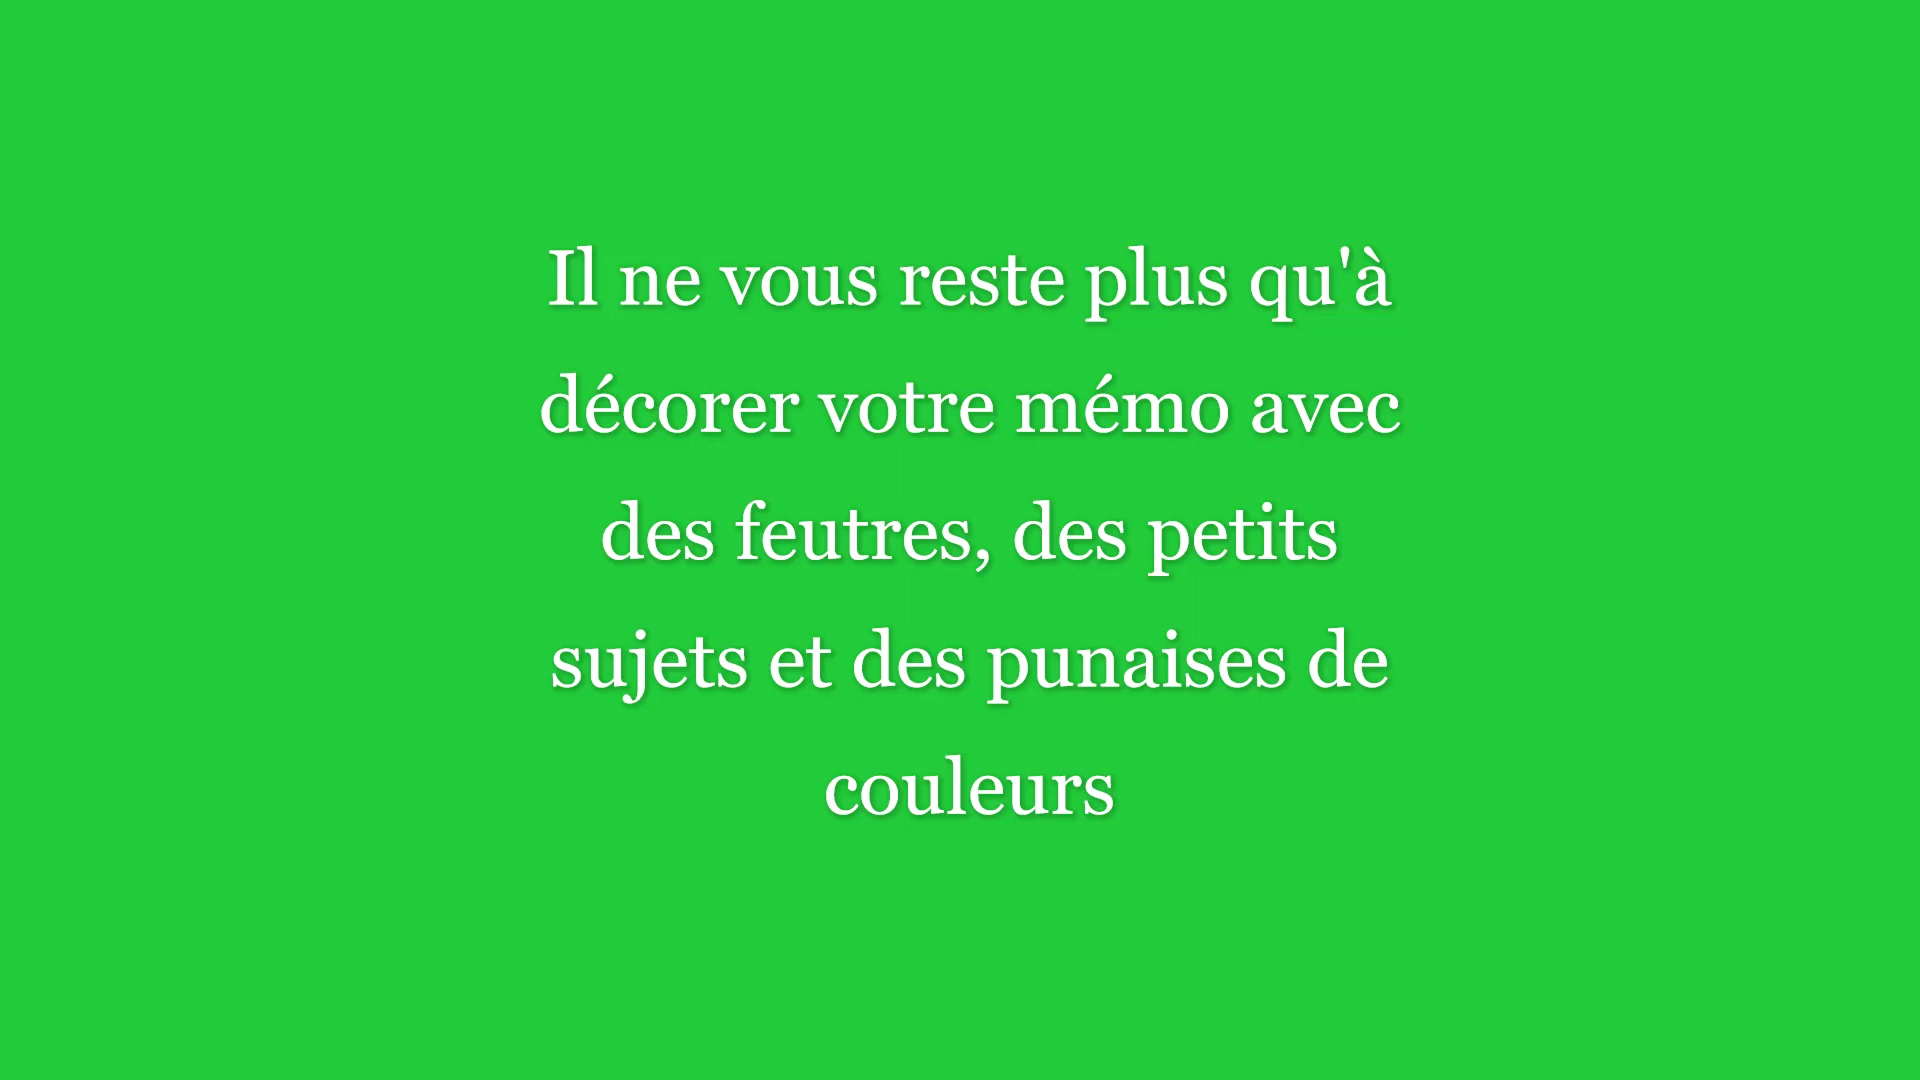 Il ne vous reste plus qu'à
décorer votre mémo avec
des feutres, des petits
sujets et des punaises de
couleurs